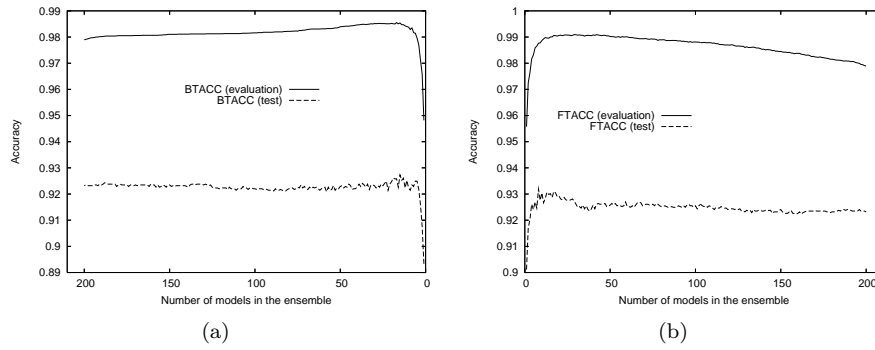 0.99
0.98
0.97
0.96
0.95
0.94
0.93
0.92
0.91
0.9
0.89
Accuracy
BTACC (evaluation)
BTACC (test)
200 150 100 50 0
Number of models in the ensemble
(a)
1
0.99
0.98
0.97
0.96
0.95
0.94
0.93
0.92
0.91
0.9
Accuracy
FTACC (evaluation)
FTACC (test)
0 50 100 150 200
Number of models in the ensemble
(b)